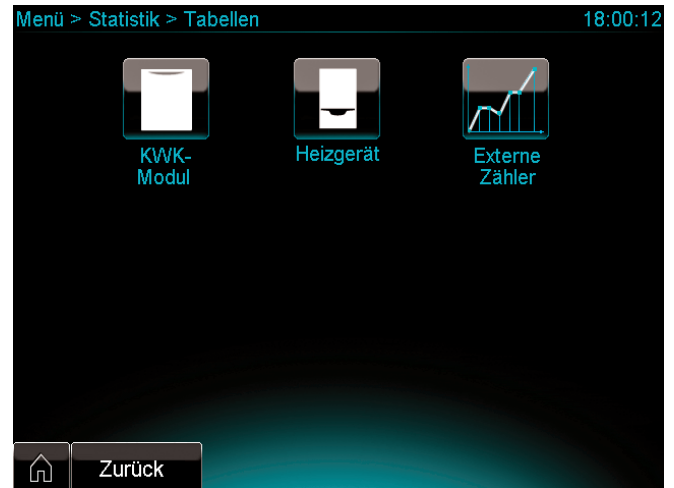 Menü > Statistik > Tabellen 18:00:12
KWK-
Modul
Heizgerät
Externe
Zähler
Zurück